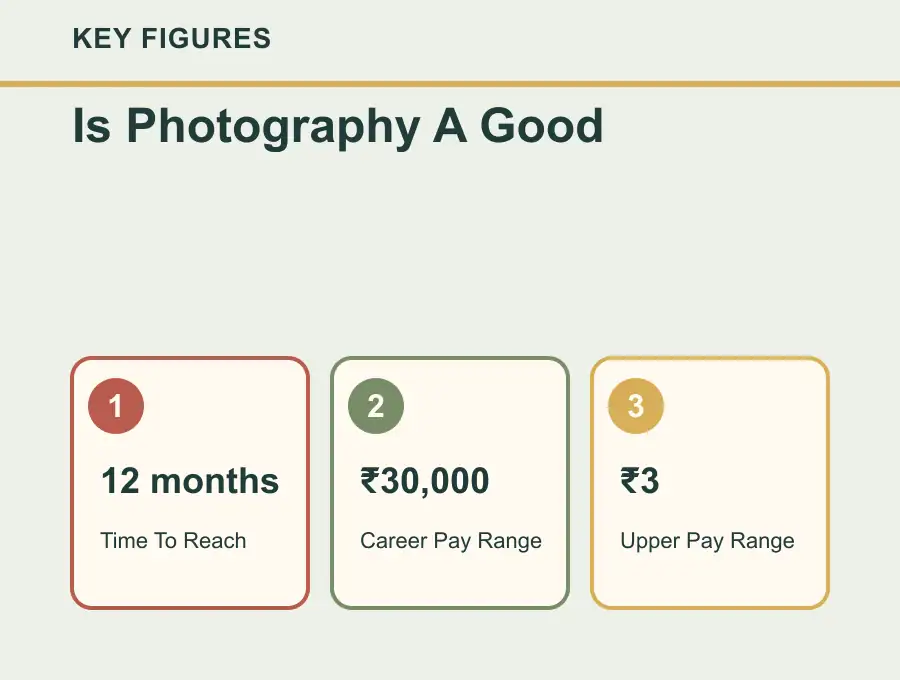 KEY FIGURES
Is Photography A Good
1
12 months
Time To Reach
2
₹30,000
Career Pay Range
3
₹3
Upper Pay Range